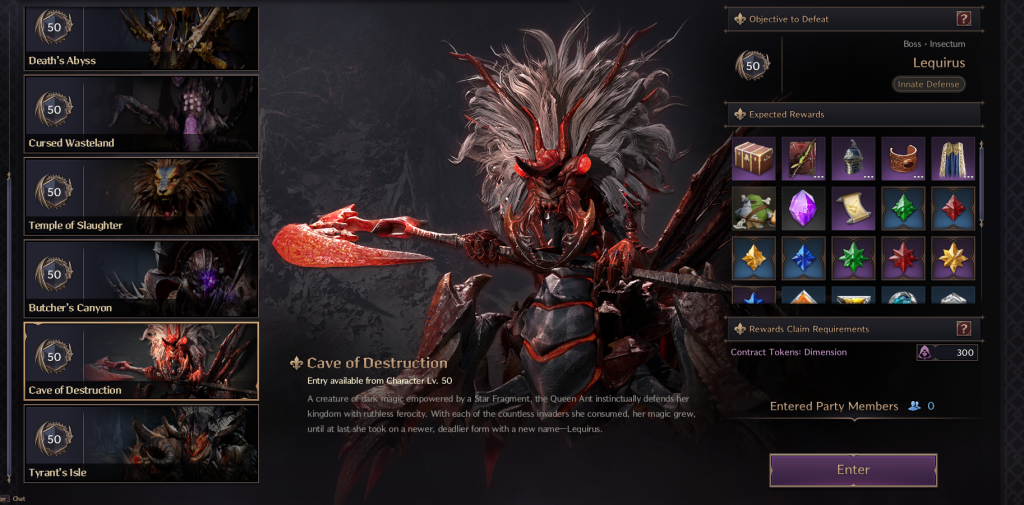 50
Death's Abyss
50
Cursed Wasteland
50
Temple of Slaughter
50
Butcher's Canyon
50
Cave of Destruction
50
Tyrant's Isle
Chat
Cave of Destruction
Entry available from Character Lv. 50
A creature of dark magic empowered by a Star Fragment, the Queen Ant instinctually defends her
kingdom with ruthless ferocity. With each of the countless invaders she consumed, her magic grew,
until at last she took on a newer, deadlier form with a new name—Lequirus.
Objective to Defeat
?
50
Boss • Insectum
Lequirus
Innate Defense
Expected Rewards
Rewards Claim Requirements
?
Contract Tokens: Dimension
300
Entered Party Members
0
Enter